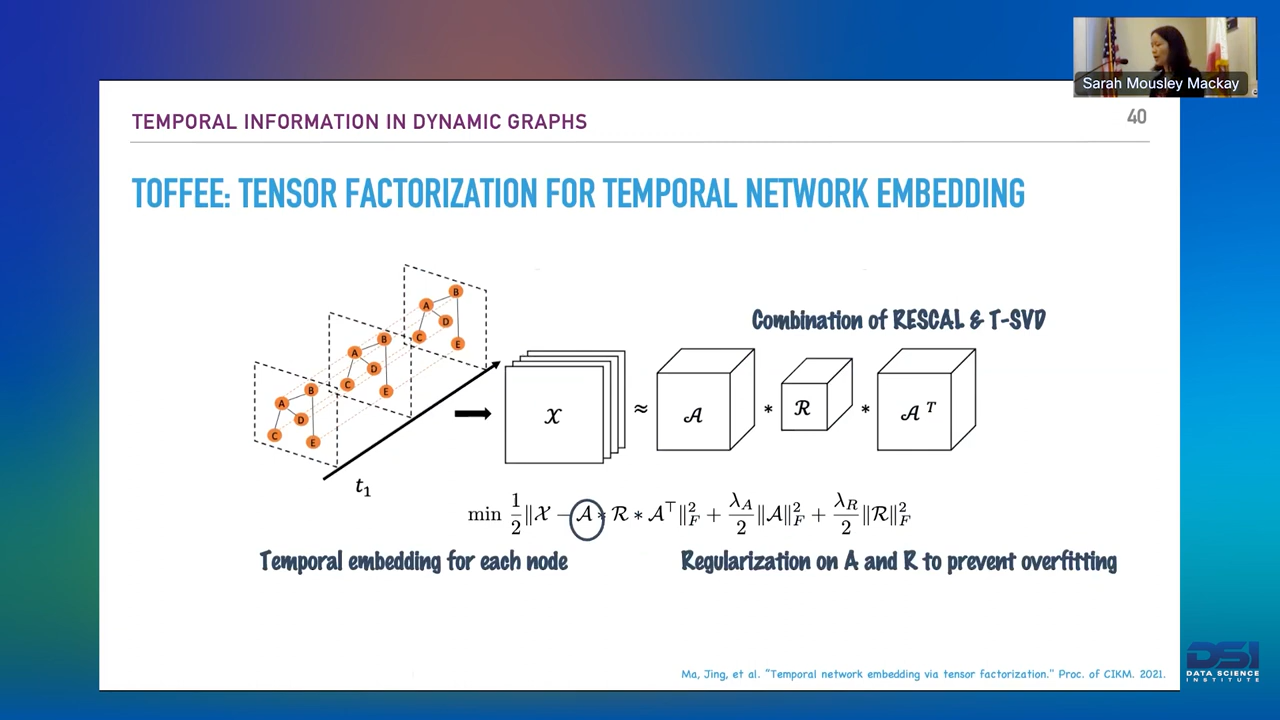 Sarah Mousley Mackay
TEMPORAL INFORMATION IN DYNAMIC GRAPHS
40
TOFFEE: TENSOR FACTORIZATION FOR TEMPORAL NETWORK EMBEDDING
A B C D E
A B C D E
A B C D E
t₁
Combination of RESCAL & T-SVD
𝒳 ≈ 𝒜 * ℛ * 𝒜 ᵀ
min 1/2 ‖𝒳 − 𝒜 * ℛ * 𝒜^⊤‖²_F + λ_A/2 ‖𝒜‖²_F + λ_R/2 ‖ℛ‖²_F
Temporal embedding for each node
Regularization on A and R to prevent overfitting
Ma, Jing, et al. "Temporal network embedding via tensor factorization." Proc. of CIKM. 2021.
DSI
DATA SCIENCE
INSTITUTE